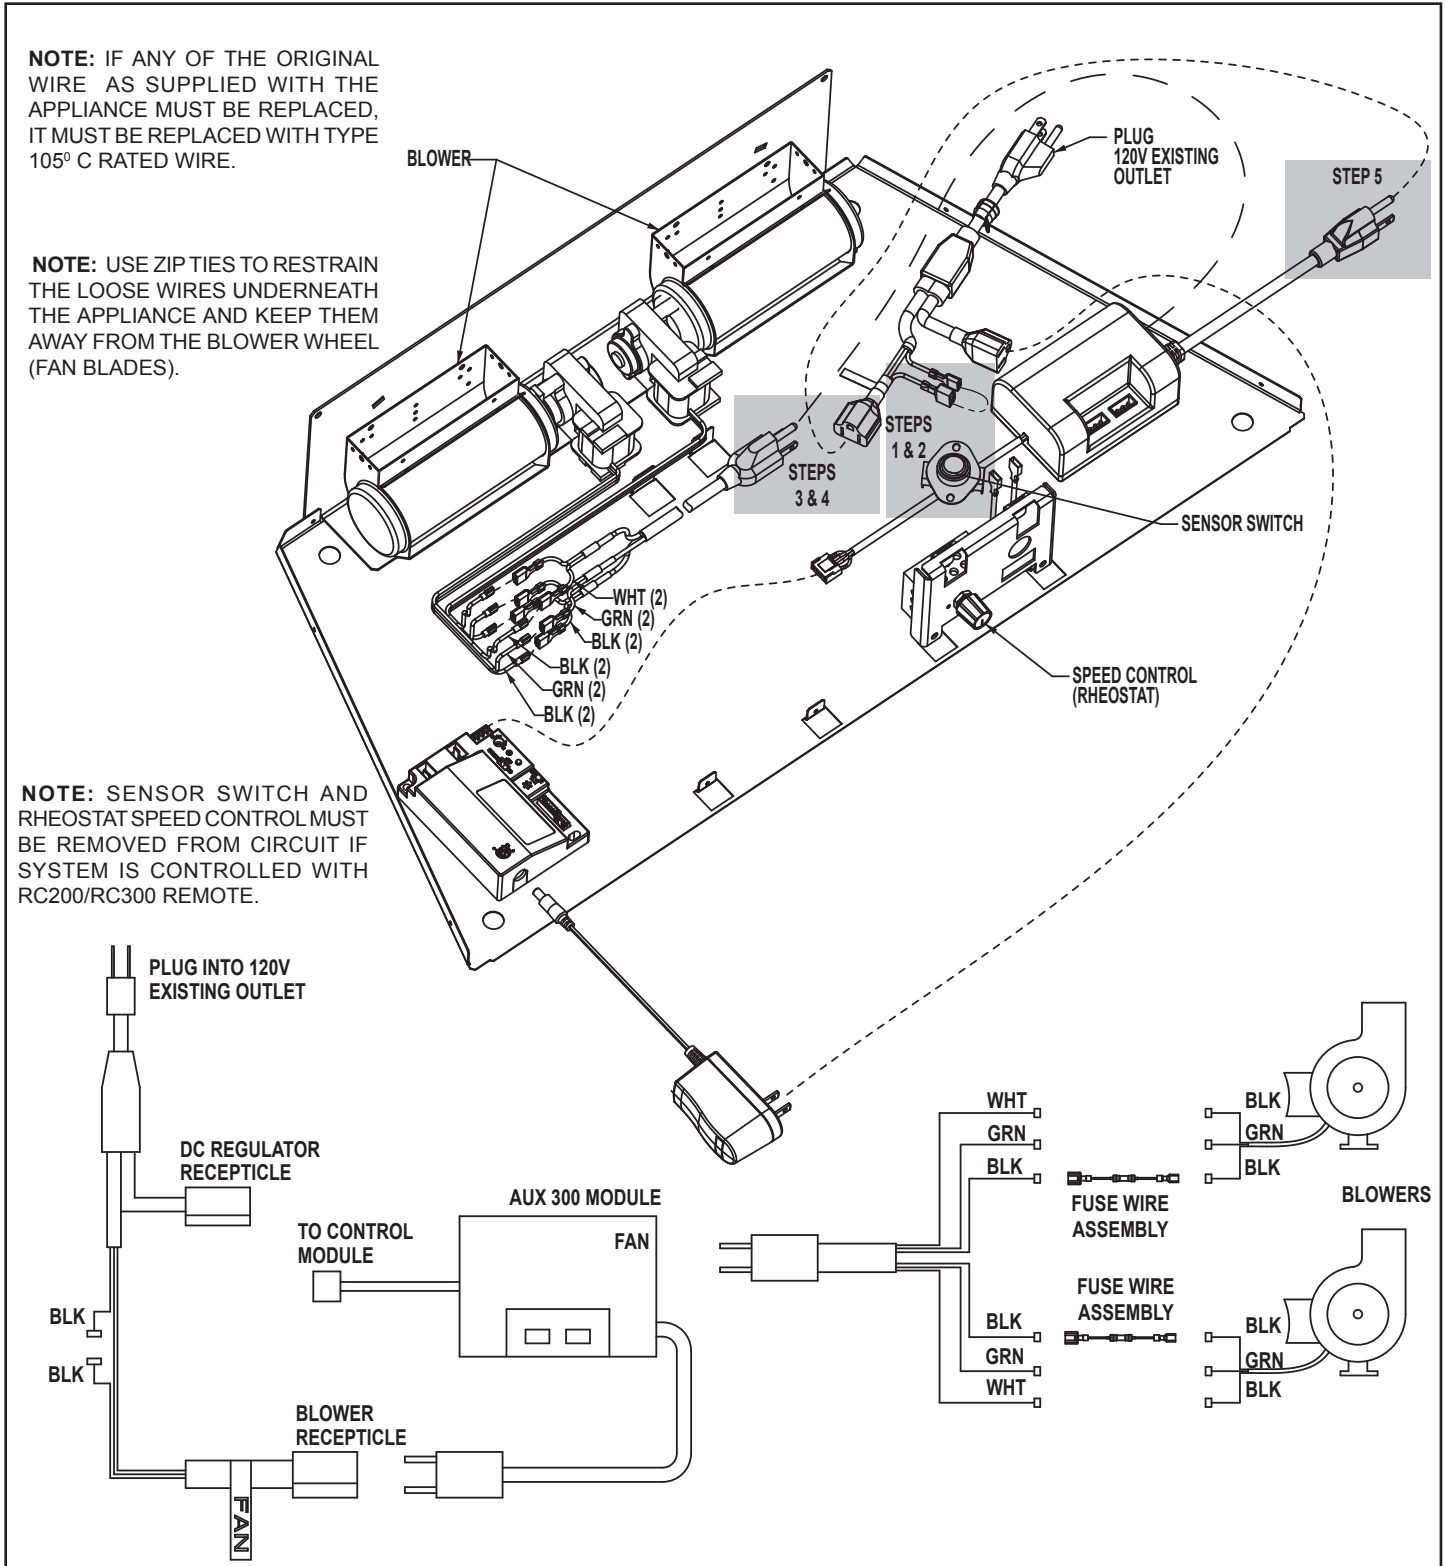 NOTE: IF ANY OF THE ORIGINAL
WIRE AS SUPPLIED WITH THE
APPLIANCE MUST BE REPLACED,
IT MUST BE REPLACED WITH TYPE
105⁰ C RATED WIRE.
NOTE: USE ZIP TIES TO RESTRAIN
THE LOOSE WIRES UNDERNEATH
THE APPLIANCE AND KEEP THEM
AWAY FROM THE BLOWER WHEEL
(FAN BLADES).
BLOWER
PLUG
120V EXISTING
OUTLET
STEP 5
STEPS
1 & 2
STEPS
3 & 4
SENSOR SWITCH
WHT (2)
GRN (2)
BLK (2)
BLK (2)
GRN (2)
BLK (2)
SPEED CONTROL
(RHEOSTAT)
NOTE: SENSOR SWITCH AND
RHEOSTAT SPEED CONTROL MUST
BE REMOVED FROM CIRCUIT IF
SYSTEM IS CONTROLLED WITH
RC200/RC300 REMOTE.
PLUG INTO 120V
EXISTING OUTLET
DC REGULATOR
RECEPTICLE
BLK
BLK
BLOWER
RECEPTICLE
FAN
TO CONTROL
MODULE
AUX 300 MODULE
FAN
WHT
GRN
BLK
FUSE WIRE
ASSEMBLY
BLK
GRN
BLK
BLOWERS
FUSE WIRE
ASSEMBLY
BLK
GRN
WHT
BLK
GRN
BLK